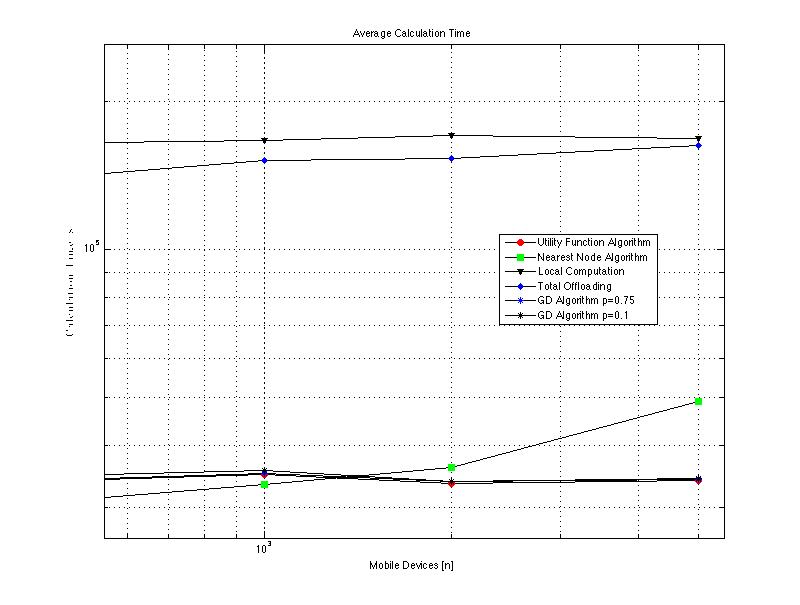 Average Calculation Time
10^5
Utility Function Algorithm
Nearest Node Algorithm
Local Computation
Total Offloading
GD Algorithm p=0.75
GD Algorithm p=0.1
10^3
Mobile Devices [n]